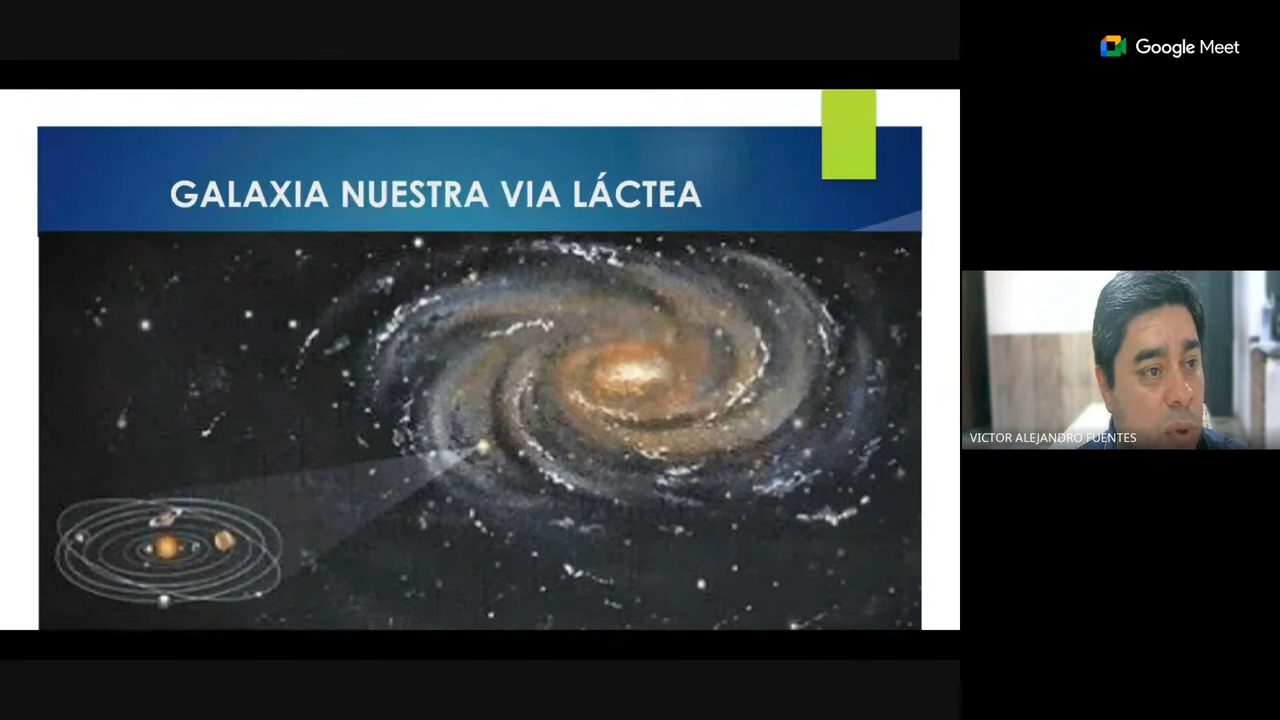 Google Meet
GALAXIA NUESTRA VIA LÁCTEA
VICTOR ALEJANDRO FUENTES